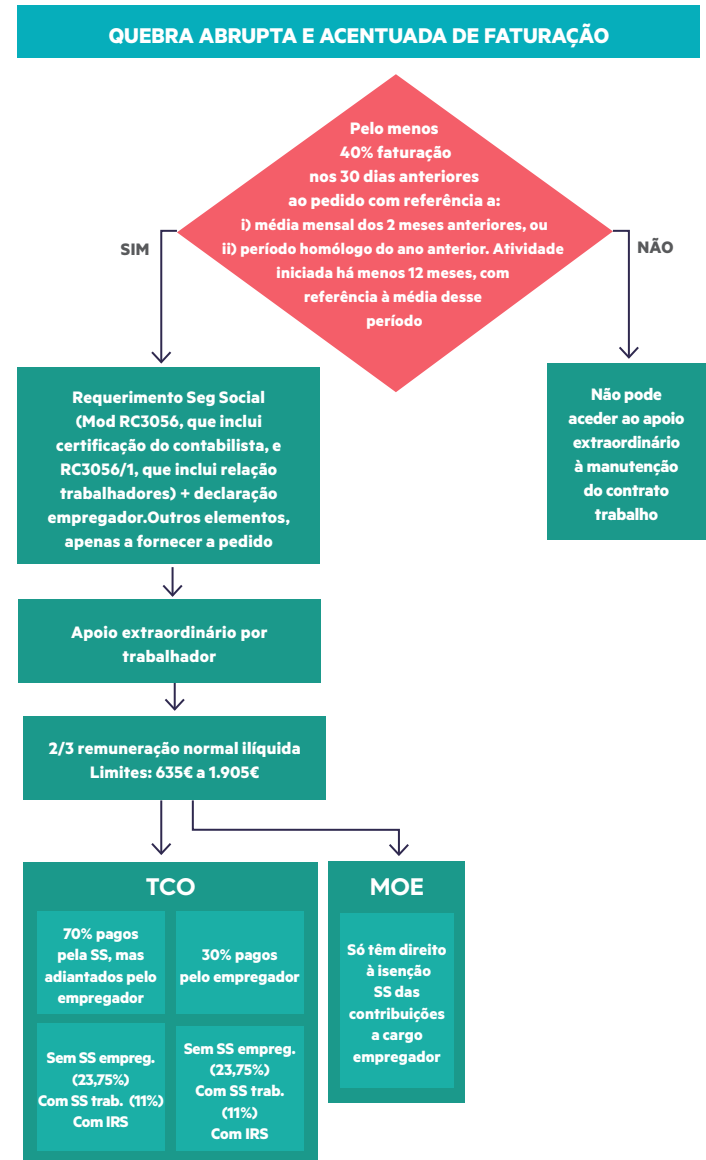 QUEBRA ABRUPTA E ACENTUADA DE FATURAÇÃO
Pelo menos
40% faturação
nos 30 dias anteriores
ao pedido com referência a:
i) média mensal dos 2 meses anteriores, ou
ii) período homólogo do ano anterior. Atividade
iniciada há menos 12 meses, com
referência à média desse
período
SIM
NÃO
Requerimento Seg Social
(Mod RC3056, que inclui
certificação do contabilista, e
RC3056/1, que inclui relação
trabalhadores) + declaração
empregador.Outros elementos,
apenas a fornecer a pedido
Não pode
aceder ao apoio
extraordinário
à manutenção
do contrato
trabalho
Apoio extraordinário por
trabalhador
2/3 remuneração normal ilíquida
Limites: 635€ a 1.905€
TCO
70% pagos
pela SS, mas
adiantados pelo
empregador
30% pagos
pelo empregador
Sem SS empreg.
(23,75%)
Com SS trab. (11%)
Com IRS
Sem SS empreg.
(23,75%)
Com SS trab.
(11%)
Com IRS
MOE
Só têm direito
à isenção
SS das
contribuições
a cargo
empregador